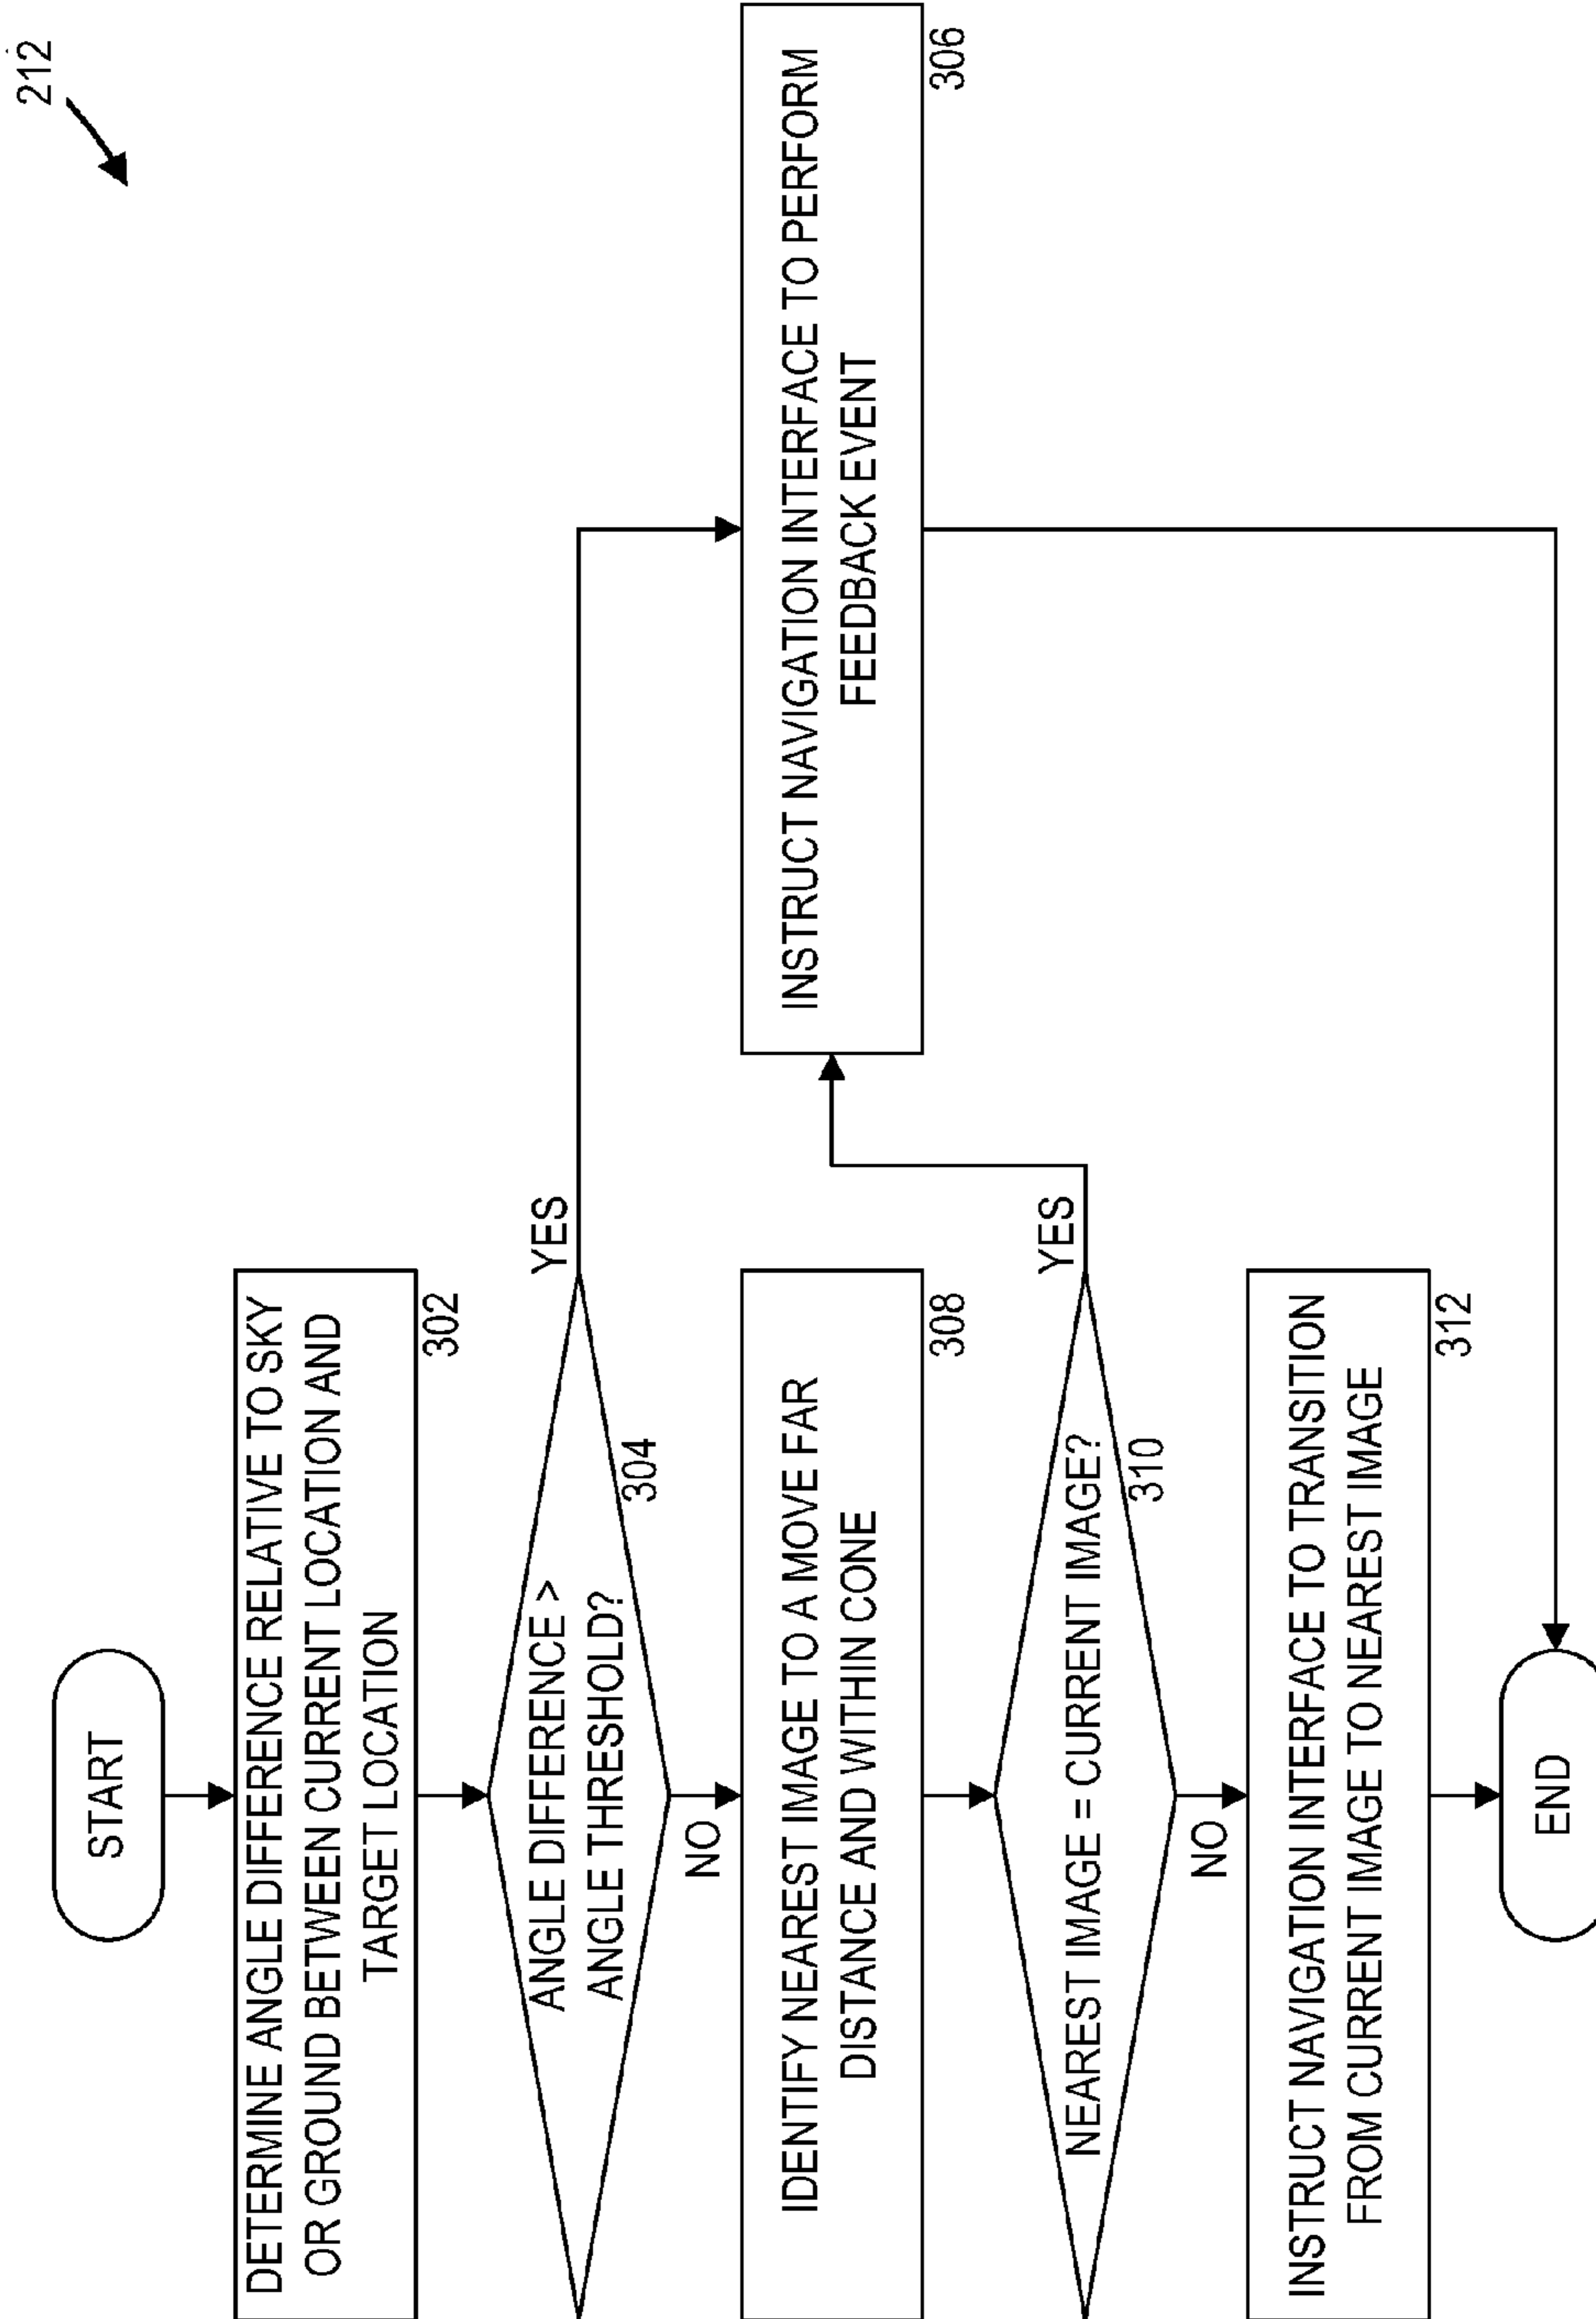 212
START
DETERMINE ANGLE DIFFERENCE RELATIVE TO SKY
OR GROUND BETWEEN CURRENT LOCATION AND
TARGET LOCATION
302
ANGLE DIFFERENCE >
ANGLE THRESHOLD?
304
YES
NO
INSTRUCT NAVIGATION INTERFACE TO PERFORM
FEEDBACK EVENT
306
IDENTIFY NEAREST IMAGE TO A MOVE FAR
DISTANCE AND WITHIN CONE
308
NEAREST IMAGE = CURRENT IMAGE?
310
YES
NO
INSTRUCT NAVIGATION INTERFACE TO TRANSITION
FROM CURRENT IMAGE TO NEAREST IMAGE
312
END